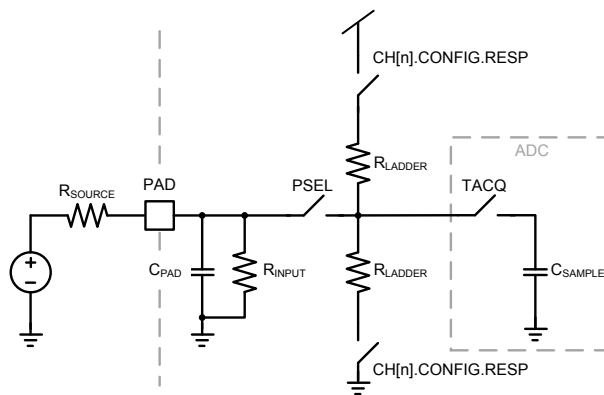 CH[n].CONFIG.RESP
ADC
RLADDER
RSOURCE
PAD
PSEL
TACQ
+
−
CPAD
RINPUT
RLADDER
CSAMPLE
CH[n].CONFIG.RESP